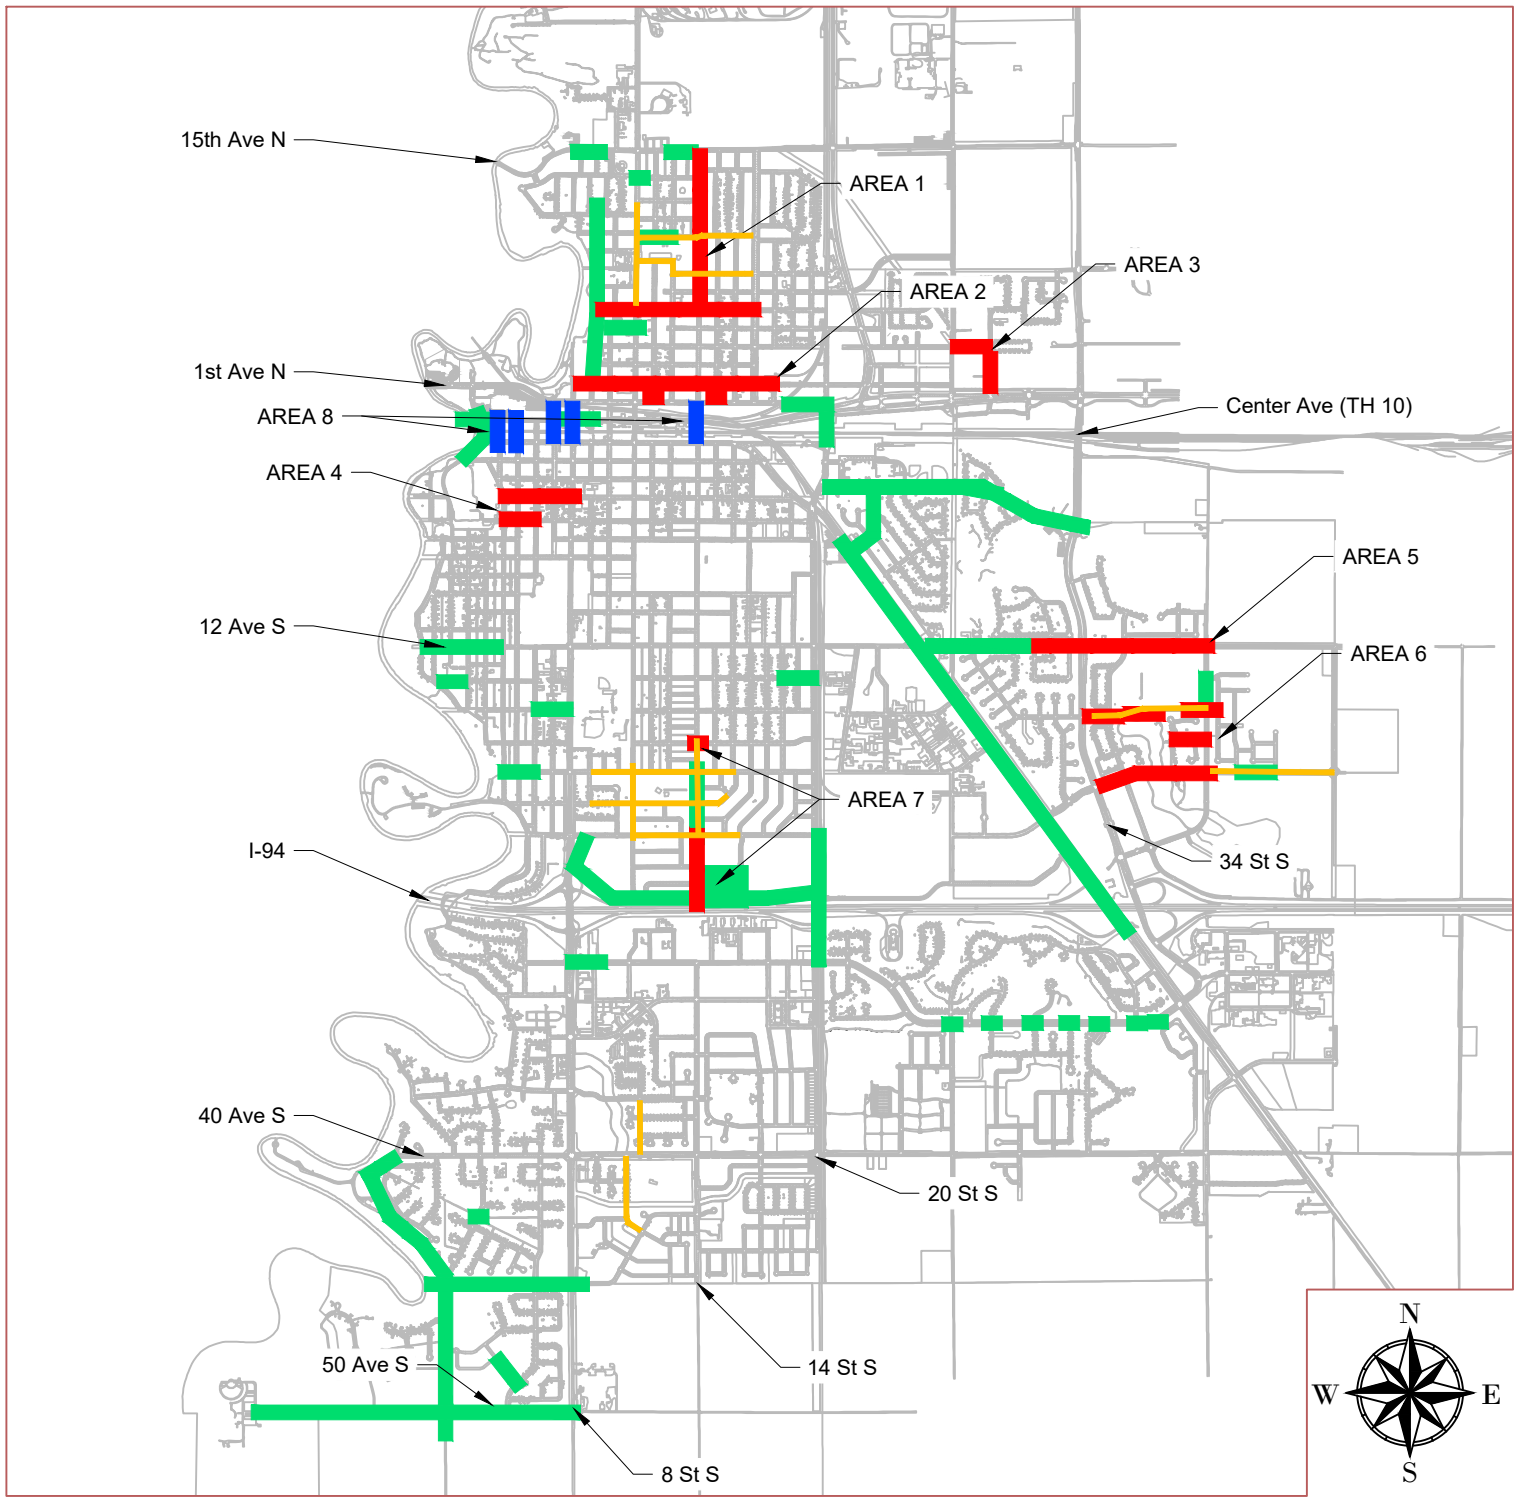 15th Ave N
AREA 1
AREA 3
AREA 2
1st Ave N
Center Ave (TH 10)
AREA 8
AREA 4
AREA 5
12 Ave S
AREA 6
AREA 7
I-94
34 St S
40 Ave S
20 St S
N
50 Ave S
14 St S
W
E
8 St S
S